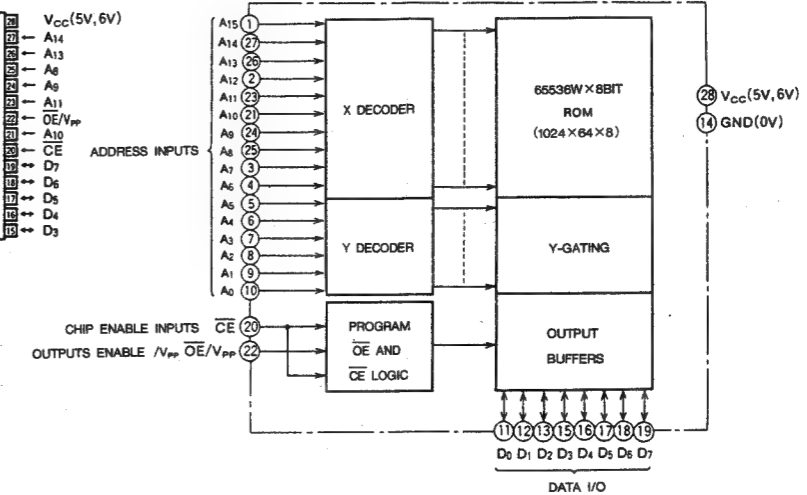 28 VCC(5V,6V)
27 ← A14
26 ← A13
25 ← A8
24 ← A9
23 ← A11
22 ← OE/VPP
21 ← A10
20 ← CE
19 ↔ D7
18 ↔ D6
17 ↔ D5
16 ↔ D4
15 ↔ D3
ADDRESS INPUTS
A15 1
A14 27
A13 26
A12 2
A11 23
A10 21
A9 24
A8 25
A7 3
A6 4
A5 5
A4 6
A3 7
A2 8
A1 9
A0 10
CHIP ENABLE INPUTS CE 20
OUTPUTS ENABLE /VPP OE/VPP 22
X DECODER
Y DECODER
PROGRAM
OE AND
CE LOGIC
65536W×8BIT
ROM
(1024×64×8)
Y-GATING
OUTPUT
BUFFERS
28 VCC(5V,6V)
14 GND(0V)
11 12 13 15 16 17 18 19
D0 D1 D2 D3 D4 D5 D6 D7
DATA I/O